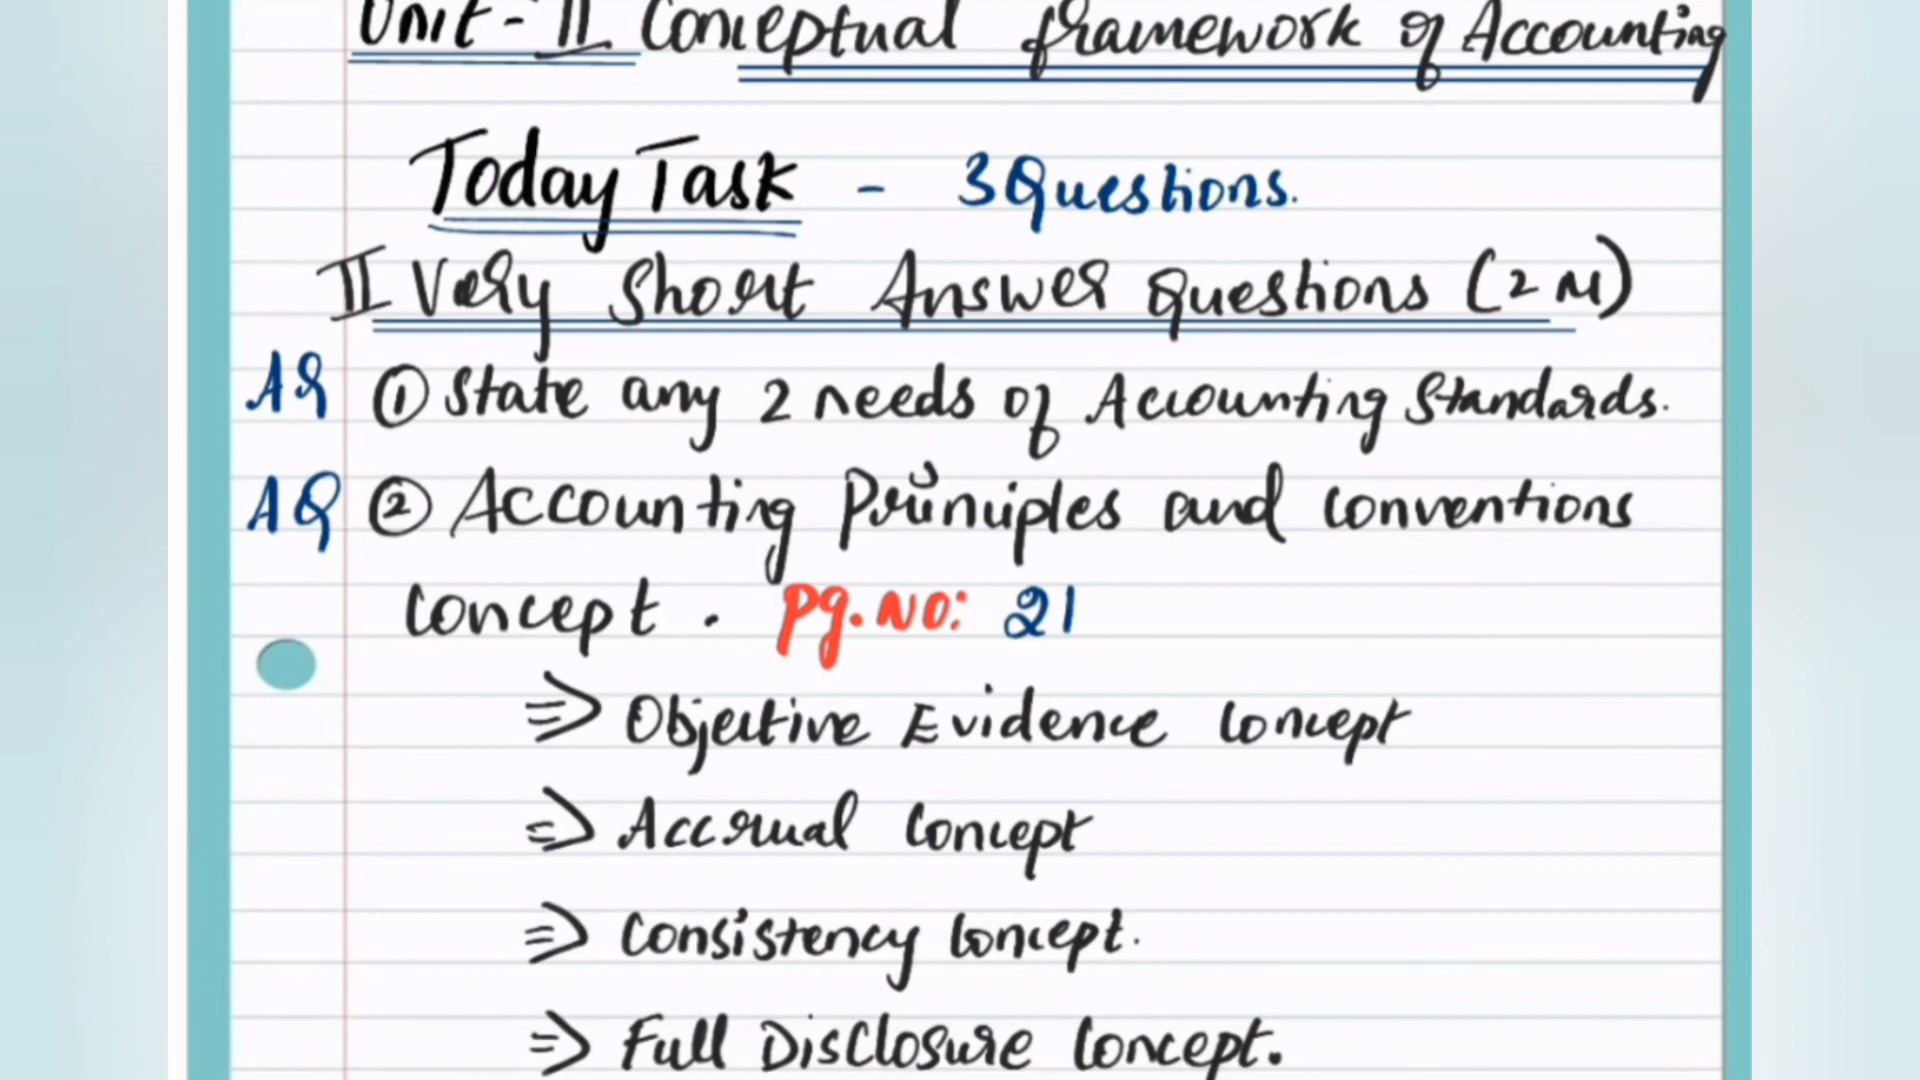 Unit - II Conceptual framework of Accounting
Today Task - 3 Questions.
II Very Short Answer Questions (2 M)
AQ ① State any 2 needs of Accounting Standards.
AQ ② Accounting Principles and conventions
concept. Pg.No: 21
⇒ Objective Evidence concept
⇒ Accrual concept
⇒ Consistency concept.
⇒ Full Disclosure concept.